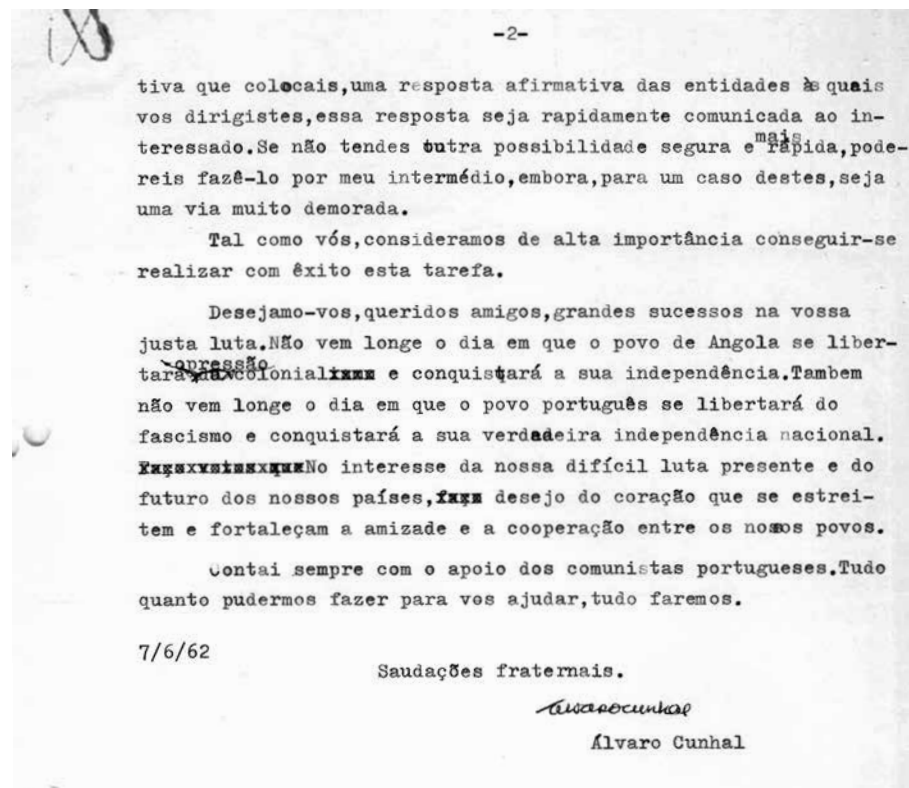 -2-
tiva que colocais,uma resposta afirmativa das entidades às quais
vos dirigistes,essa resposta seja rapidamente comunicada ao in-
teressado.Se não tendes outra possibilidade segura e mais rápida,pode-
reis fazê-lo por meu intermédio,embora,para um caso destes,seja
uma via muito demorada.
Tal como vós,consideramos de alta importância conseguir-se
realizar com êxito esta tarefa.
Desejamo-vos,queridos amigos,grandes sucessos na vossa
justa luta.Não vem longe o dia em que o povo de Angola se liber-
tará da opressão colonial e conquistará a sua independência.Tambem
não vem longe o dia em que o povo português se libertará do
fascismo e conquistará a sua verdadeira independência nacional.
No interesse da nossa difícil luta presente e do
futuro dos nossos países, desejo do coração que se estrei-
tem e fortaleçam a amizade e a cooperação entre os nossos povos.
Contai sempre com o apoio dos comunistas portugueses.Tudo
quanto pudermos fazer para vos ajudar,tudo faremos.
7/6/62
Saudações fraternais.
Alvaro Cunhal
Álvaro Cunhal